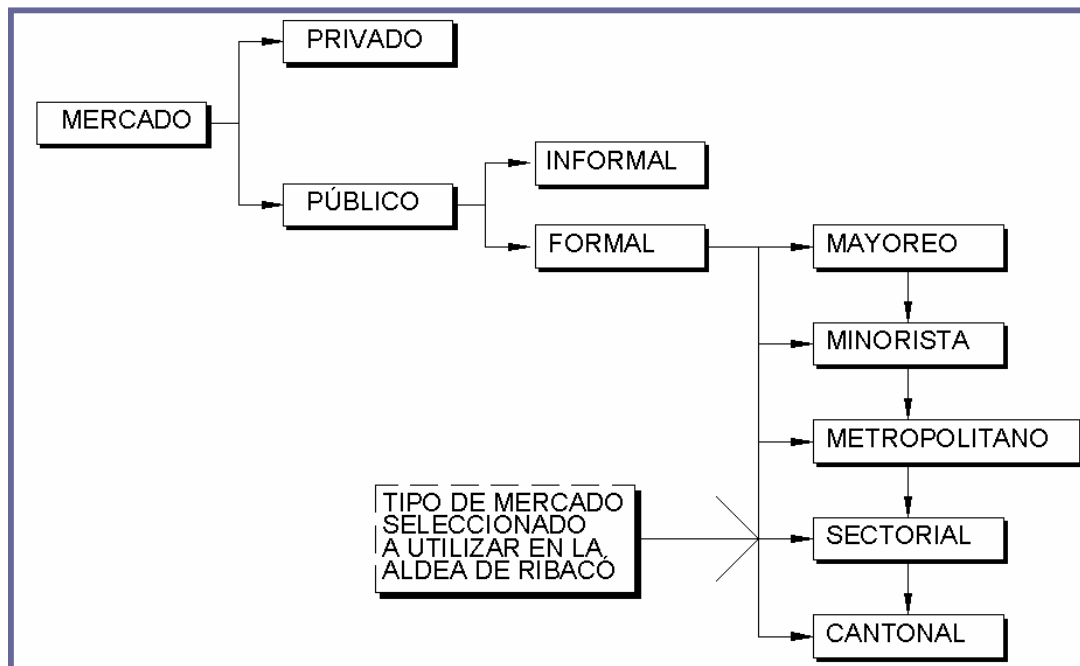 PRIVADO
MERCADO
INFORMAL
PÚBLICO
FORMAL
MAYOREO
MINORISTA
METROPOLITANO
TIPO DE MERCADO
SELECCIONADO
A UTILIZAR EN LA
ALDEA DE RIBACÓ
SECTORIAL
CANTONAL